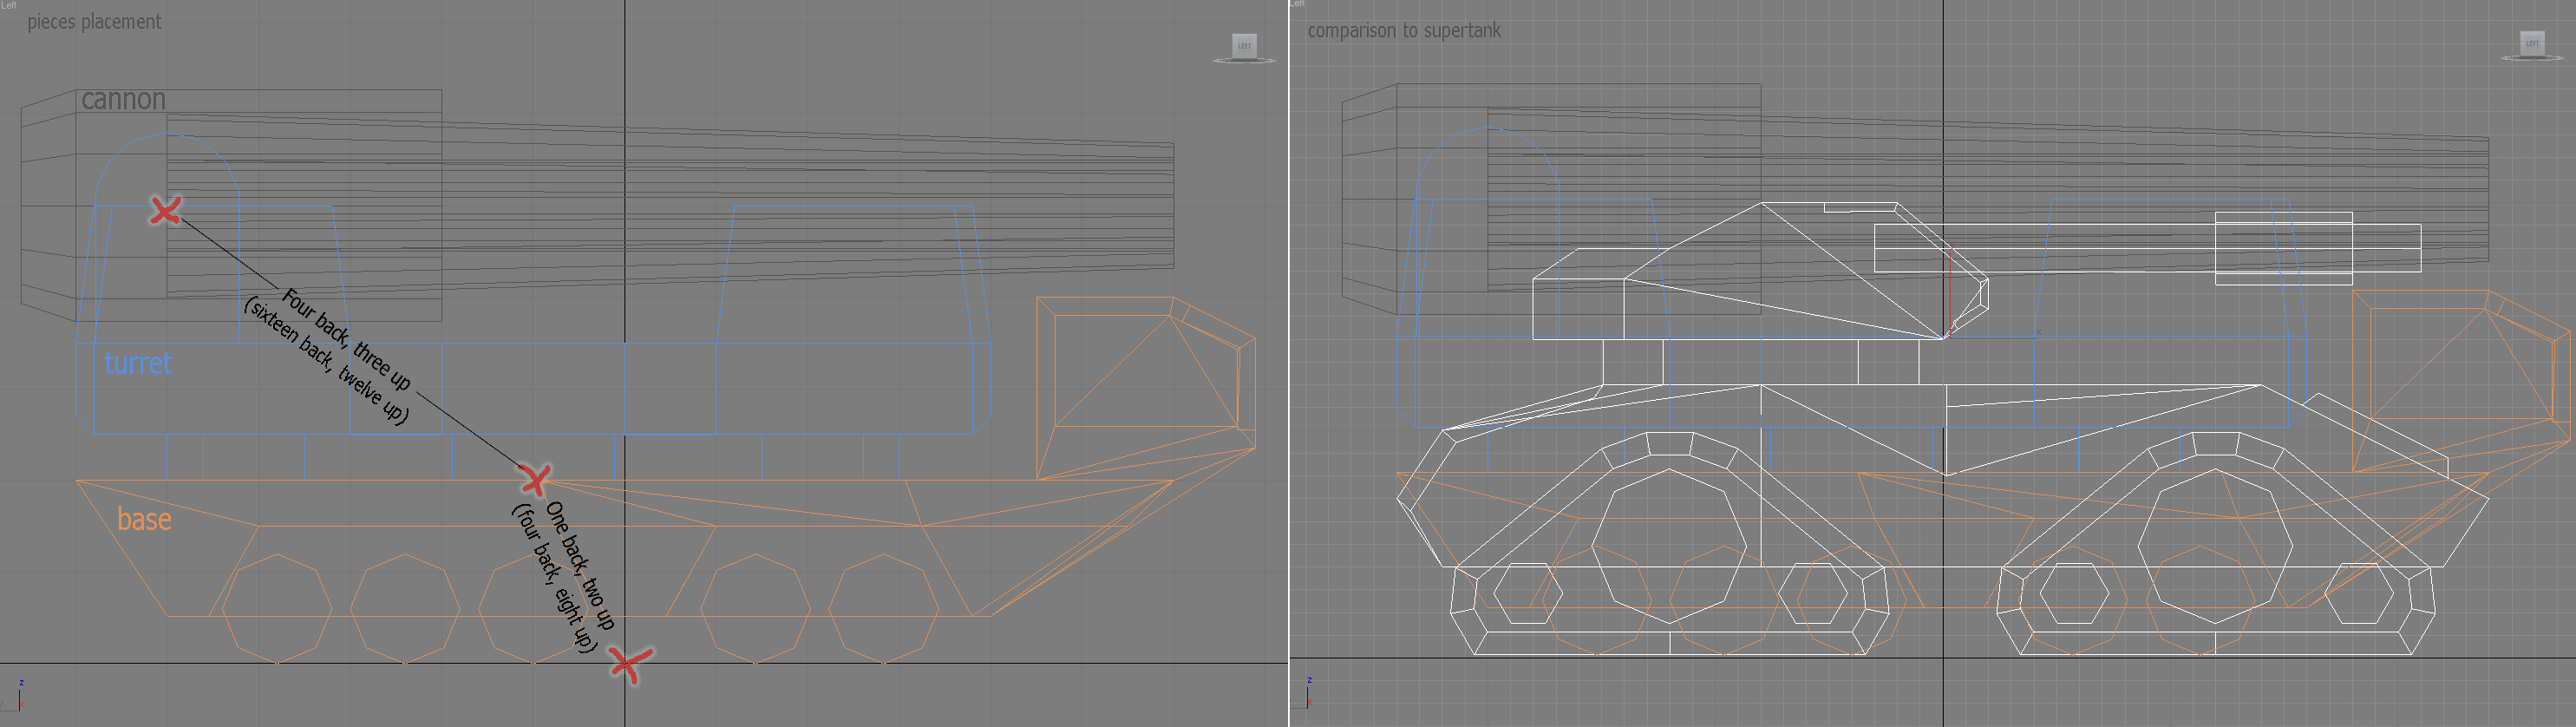 Left
pieces placement
LEFT
cannon
Four back, three up
(sixteen back, twelve up)
turret
base
One back, two up
(four back, eight up)
z
Left
comparison to supertank
LEFT
z